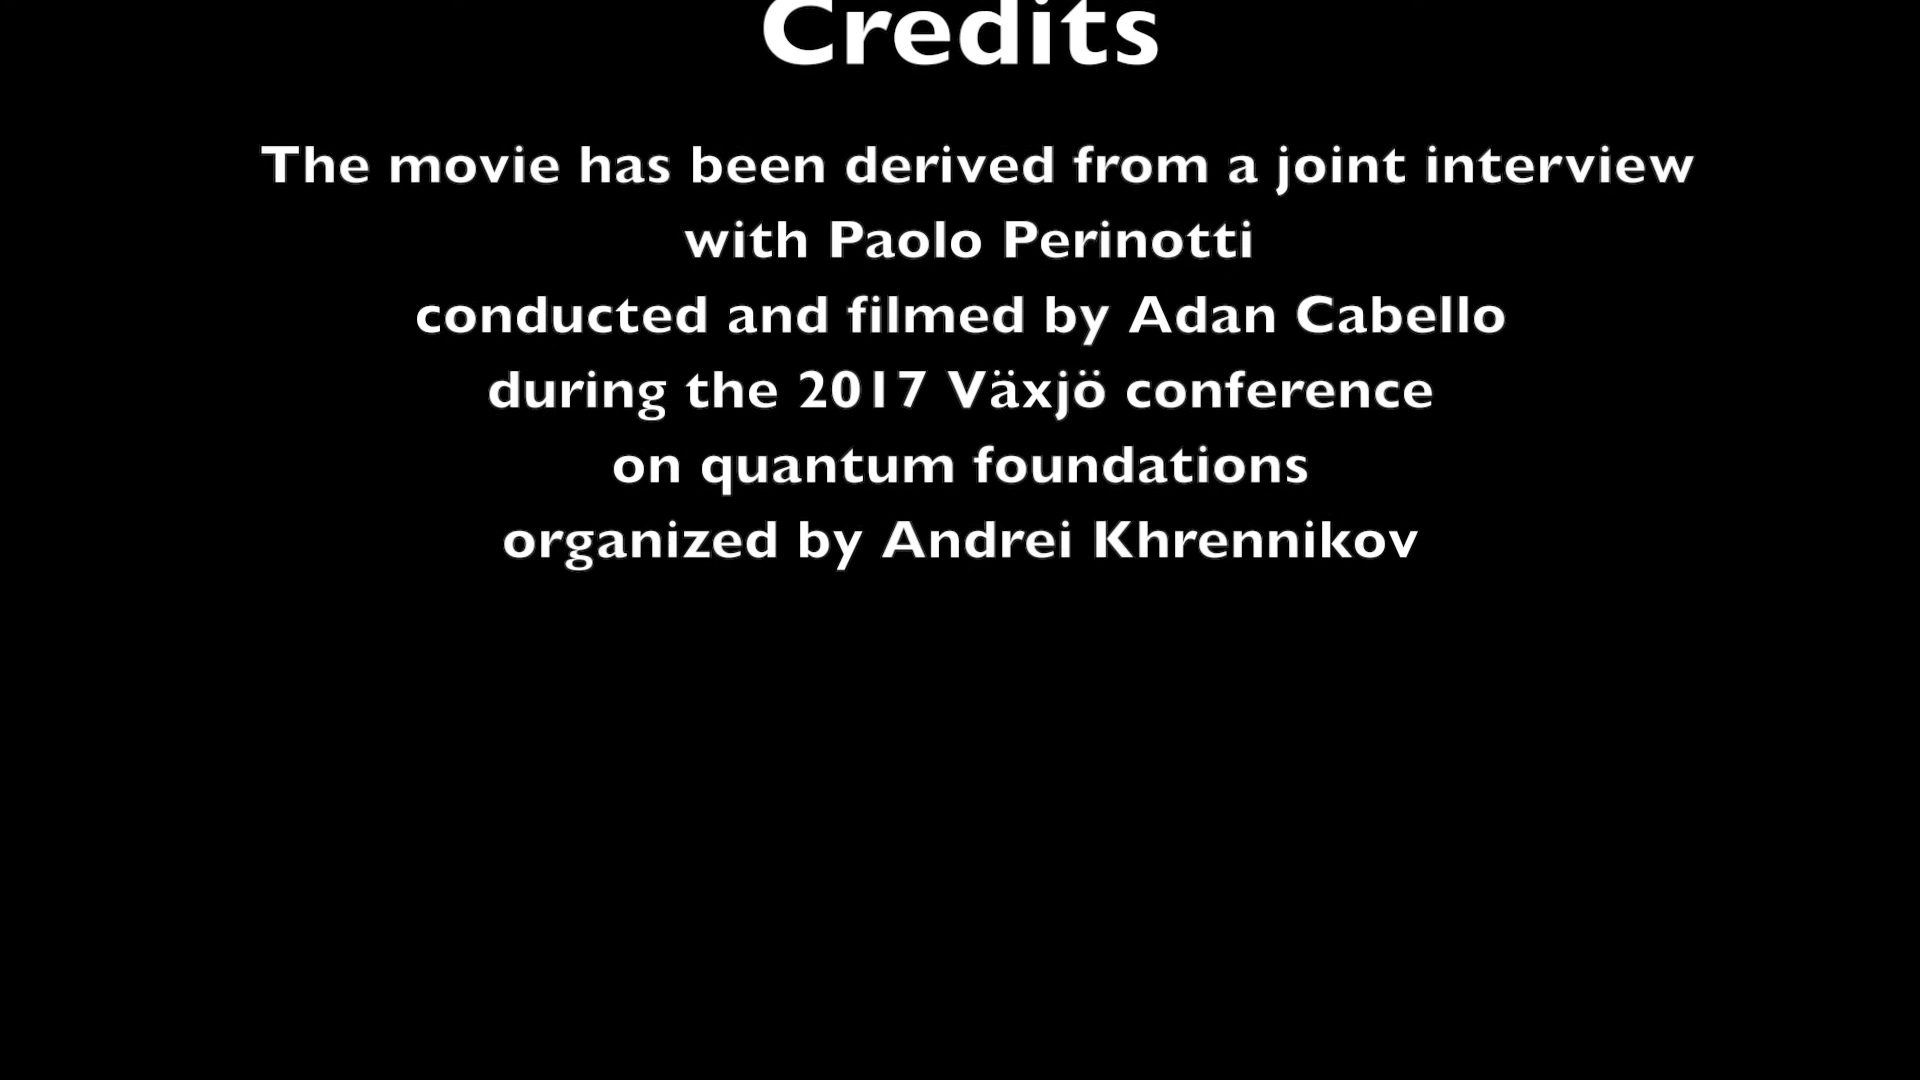 Credits
The movie has been derived from a joint interview
with Paolo Perinotti
conducted and filmed by Adan Cabello
during the 2017 Växjö conference
on quantum foundations
organized by Andrei Khrennikov